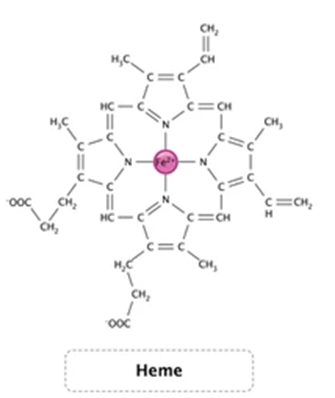 CH₂
H₃C CH
C C
HC C C CH
N
H₃C C C CH₃
C N Fe²⁺ N C
C C C C
⁻OOC CH₂ HC C N C CH C CH₂
CH₂ H
C C
H₂C CH₃
CH₂
⁻OOC
Heme